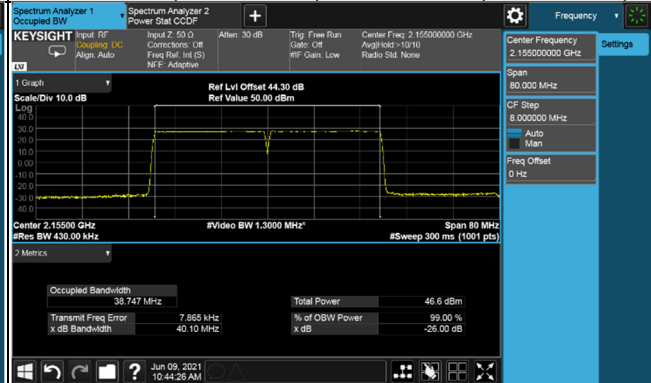 Spectrum Analyzer 1
Occupied BW
Spectrum Analyzer 2
Power Stat CCDF
Frequency
KEYSIGHT
Input: RF
Coupling: DC
Align: Auto
Input Z: 50 Ω
Corrections: Off
Freq Ref: Int (S)
NFE: Adaptive
Atten: 30 dB
Trig: Free Run
Gate: Off
#IF Gain: Low
Center Freq: 2.155000000 GHz
Avg|Hold:>10/10
Radio Std: None
LXI
Center Frequency
2.155000000 GHz
Settings
Span
80.000 MHz
CF Step
8.000000 MHz
Auto
Man
Freq Offset
0 Hz
1 Graph
Scale/Div 10.0 dB
Ref Lvl Offset 44.30 dB
Ref Value 50.00 dBm
Log
40.0
30.0
20.0
10.0
0.00
-10.0
-20.0
-30.0
-40.0
Center 2.15500 GHz
#Video BW 1.3000 MHz*
Span 80 MHz
#Res BW 430.00 kHz
#Sweep 300 ms (1001 pts)
2 Metrics
Occupied Bandwidth
38.747 MHz
Total Power 46.6 dBm
Transmit Freq Error 7.865 kHz
% of OBW Power 99.00 %
x dB Bandwidth 40.10 MHz
x dB -26.00 dB
?
Jun 09, 2021
10:44:26 AM